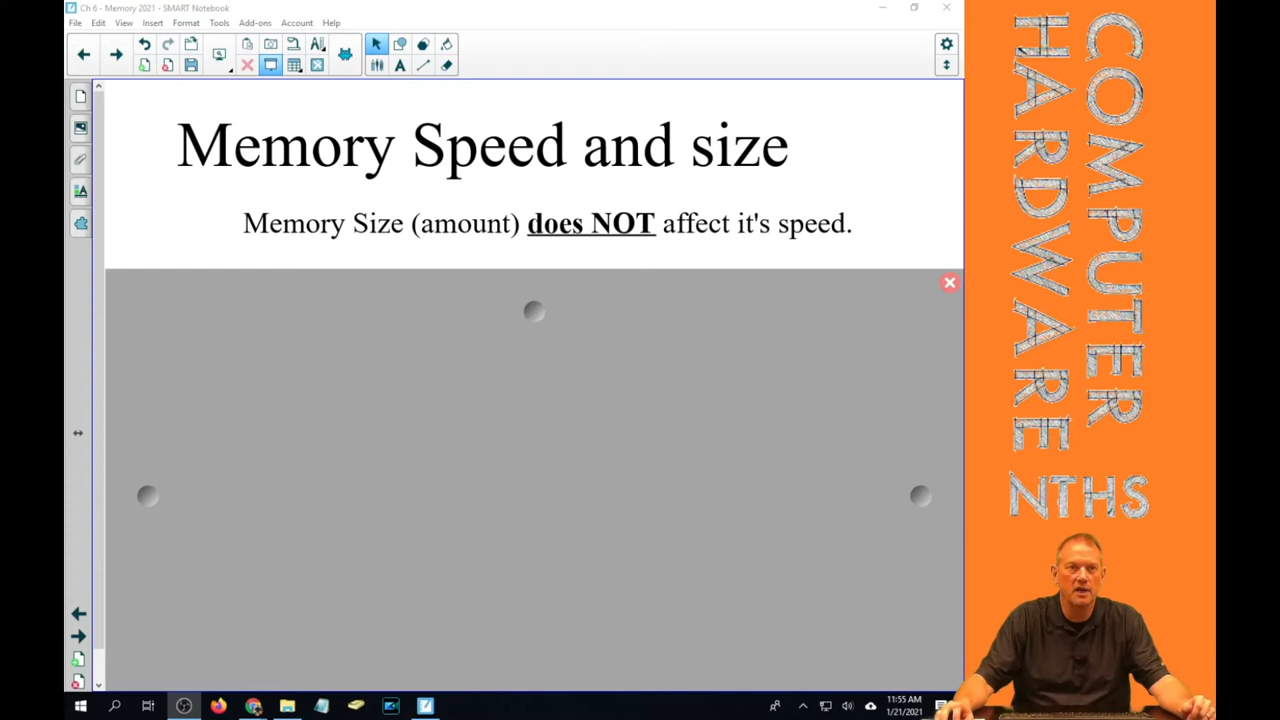 Ch 6 - Memory 2021 - SMART Notebook
File Edit View Insert Format Tools Add-ons Account Help
Memory Speed and size
Memory Size (amount) does NOT affect it's speed.
COMPUTER
HARDWARE
NTHS
11:55 AM
1/21/2021